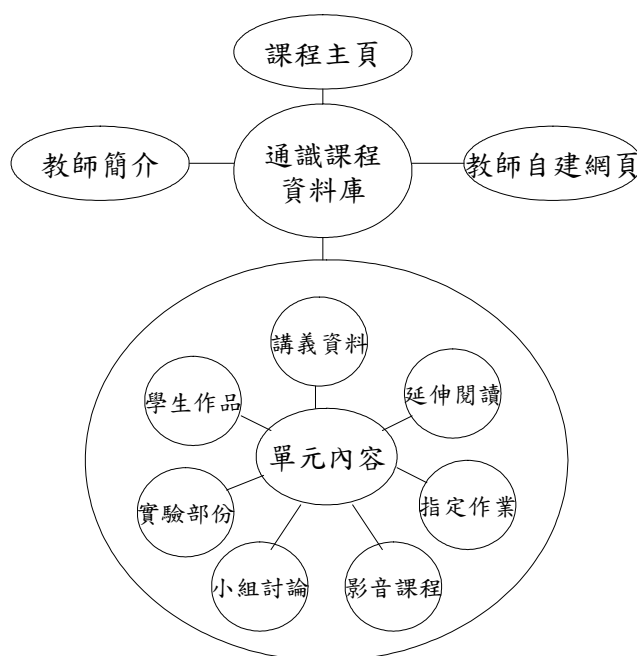 課程主頁
教師簡介
通識課程
資料庫
教師自建網頁
講義資料
學生作品
延伸閱讀
單元內容
實驗部份
指定作業
小組討論
影音課程